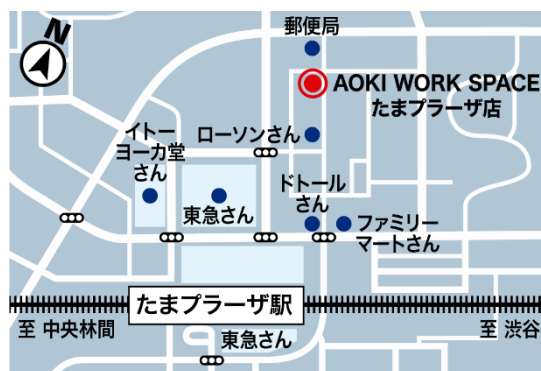 N
郵便局
AOKI WORK SPACE
たまプラーザ店
イトー
ヨーカ堂
さん
ローソンさん
東急さん
ドトール
さん
ファミリー
マートさん
たまプラーザ駅
至 中央林間
東急さん
至 渋谷